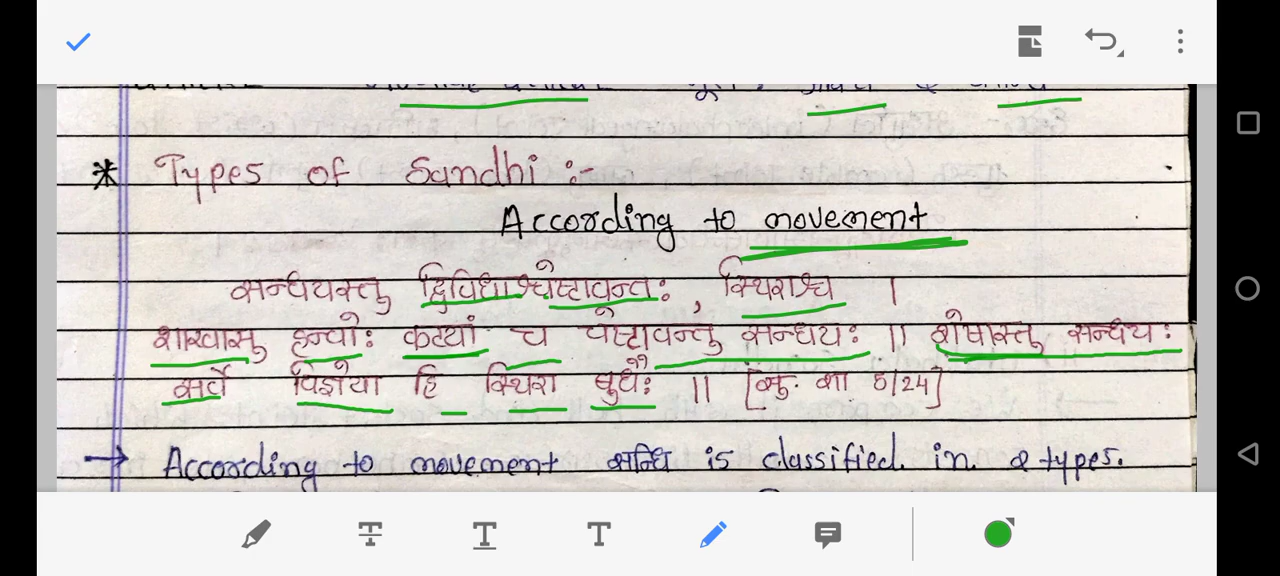 * Types of Sandhi :-
According to movement
सन्धयस्तु द्विविधाश्चेष्टावन्तः, स्थिराश्च ।
शाखासु हन्वोः कट्यां च चेष्टावन्तु सन्धयः ॥ शेषास्तु सन्धयः
सर्वे विज्ञेया हि स्थिरा बुधैः ॥ [सु. शा 5/24]
→ According to movement सन्धि is classified. in. 2 types.